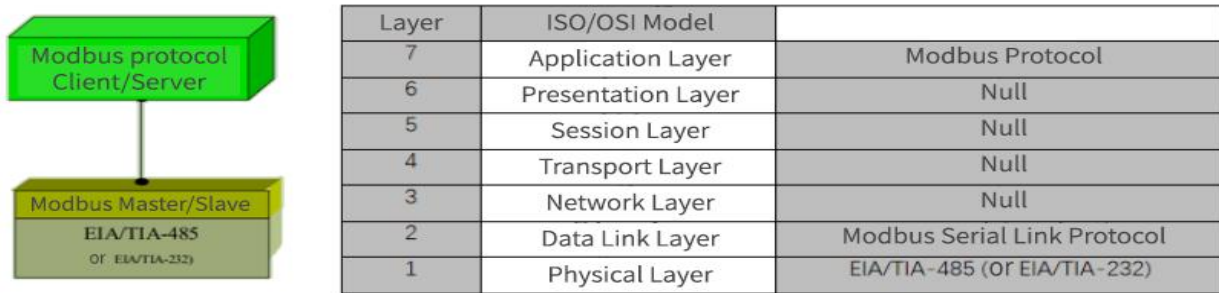 Modbus protocol
Client/Server
Modbus Master/Slave
EIA/TIA-485
or EIA/TIA-232)
Layer ISO/OSI Model
7 Application Layer Modbus Protocol
6 Presentation Layer Null
5 Session Layer Null
4 Transport Layer Null
3 Network Layer Null
2 Data Link Layer Modbus Serial Link Protocol
1 Physical Layer EIA/TIA-485 (or EIA/TIA-232)